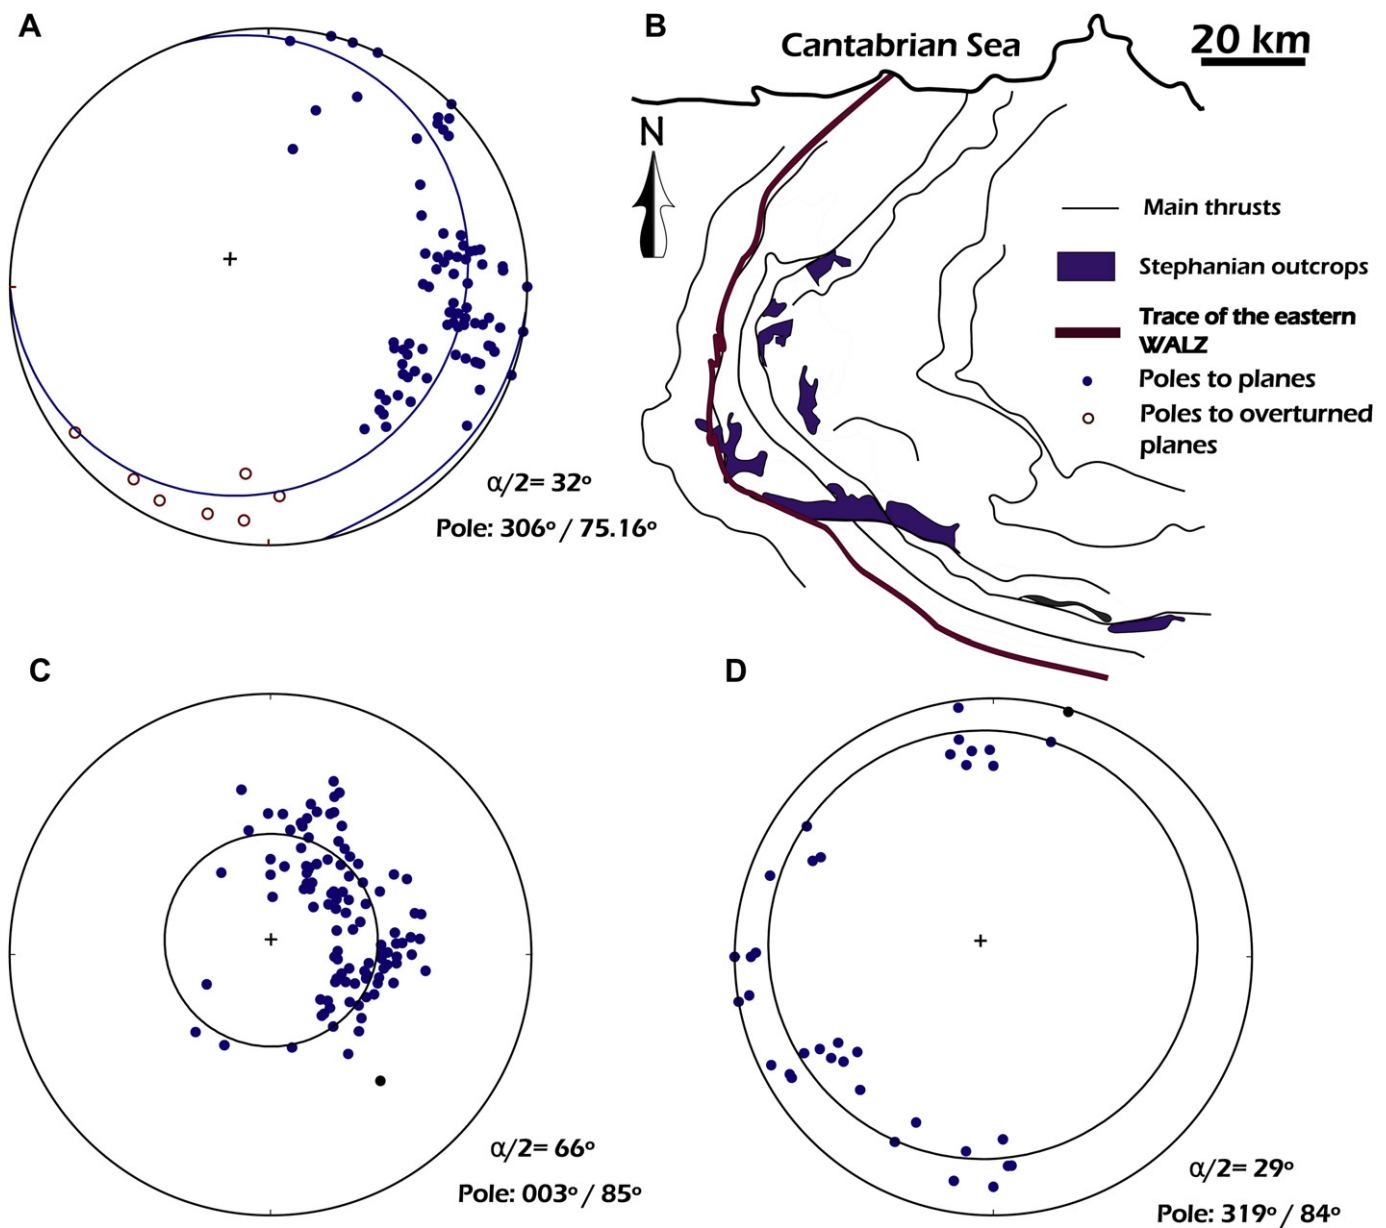 A
B
Cantabrian Sea
20 km
N
Main thrusts
Stephanian outcrops
Trace of the eastern
WALZ
Poles to planes
Poles to overturned
planes
α/2= 32º
Pole: 306º / 75.16º
C
D
α/2= 66º
Pole: 003º / 85º
α/2= 29º
Pole: 319º / 84º